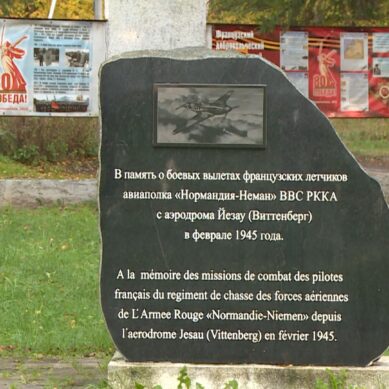 Французский
добровольческий
ПОБЕДА!
В память о боевых вылетах французских летчиков
авиаполка «Нормандия-Неман» ВВС РККА
с аэродрома Йезау (Виттенберг)
в феврале 1945 года.
A la mémoire des missions de combat des pilotes
français du regiment de chasse des forces aériennes
de L'Armee Rouge «Normandie-Niemen» depuis
l'aerodrome Jesau (Vittenberg) en février 1945.